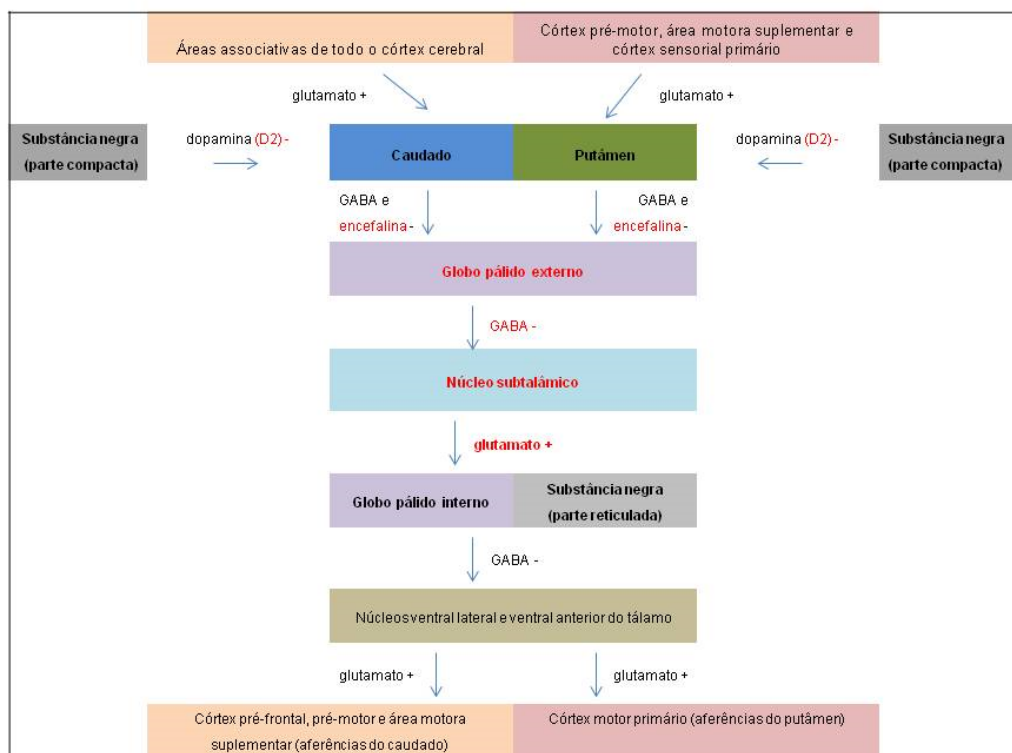 Áreas associativas de todo o córtex cerebral
Córtex pré-motor, área motora suplementar e
córtex sensorial primário
glutamato +
glutamato +
Substância negra
(parte compacta)
dopamina (D2) -
Caudado
Putâmen
dopamina (D2) -
Substância negra
(parte compacta)
GABA e
encefalina -
GABA e
encefalina -
Globo pálido externo
GABA -
Núcleo subtalâmico
glutamato +
Globo pálido interno
Substância negra
(parte reticulada)
GABA -
Núcleos ventral lateral e ventral anterior do tálamo
glutamato +
glutamato +
Córtex pré-frontal, pré-motor e área motora
suplementar (aferências do caudado)
Córtex motor primário (aferências do putâmen)